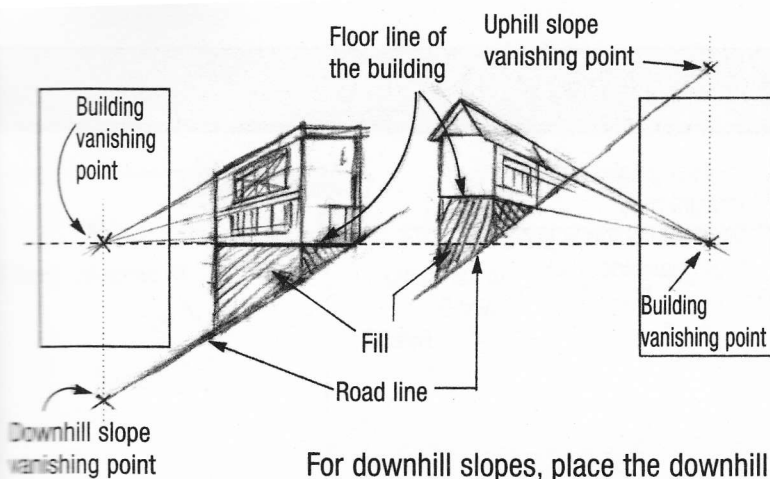 Floor line of
the building
Uphill slope
vanishing point
Building
vanishing
point
Fill
Road line
Building
vanishing point
Downhill slope
vanishing point
For downhill slopes, place the downhill